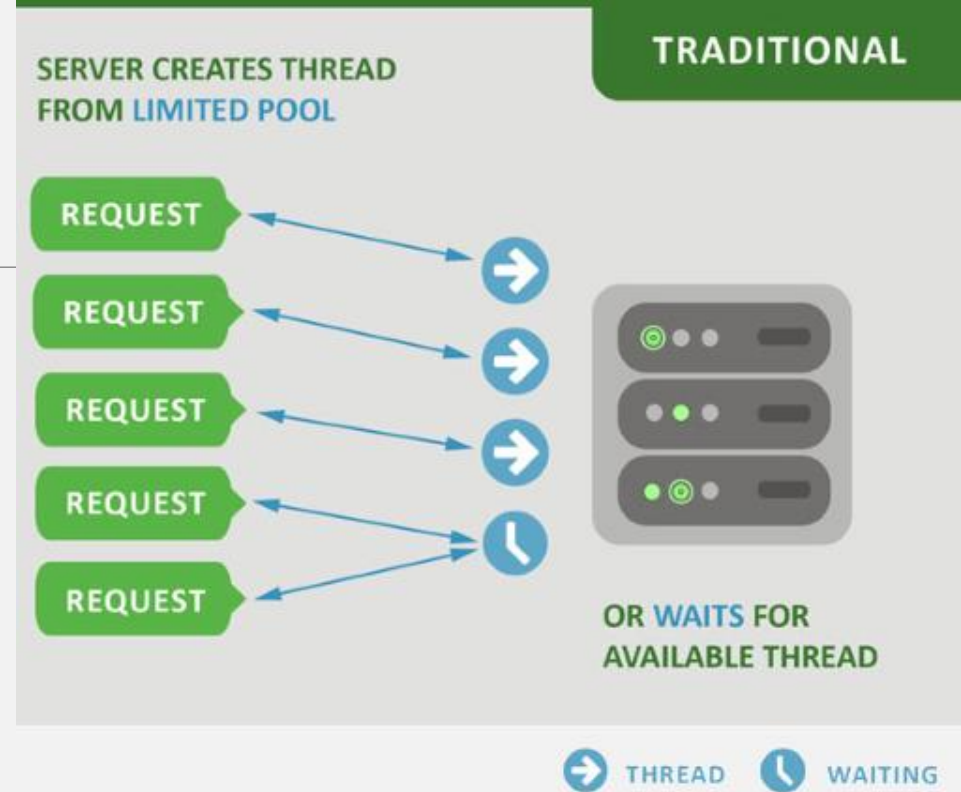 TRADITIONAL
SERVER CREATES THREAD
FROM LIMITED POOL
REQUEST
REQUEST
REQUEST
REQUEST
REQUEST
OR WAITS FOR
AVAILABLE THREAD
THREAD
WAITING